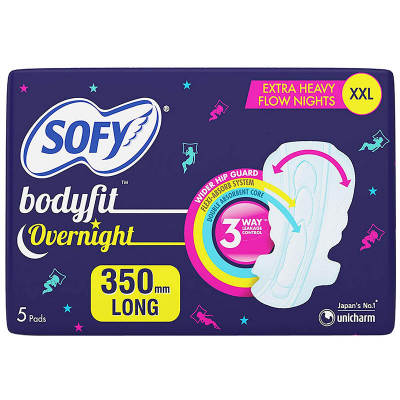 EXTRA HEAVY
FLOW NIGHTS
XXL
SOFY®
bodyfit™
Overnight
350mm
LONG
5 Pads
WIDER HIP GUARD
FLEXI-ABSORB SYSTEM
DOUBLE ABSORBENT CORE
3 WAY
LEAKAGE
CONTROL
Japan's No.1*
unicharm